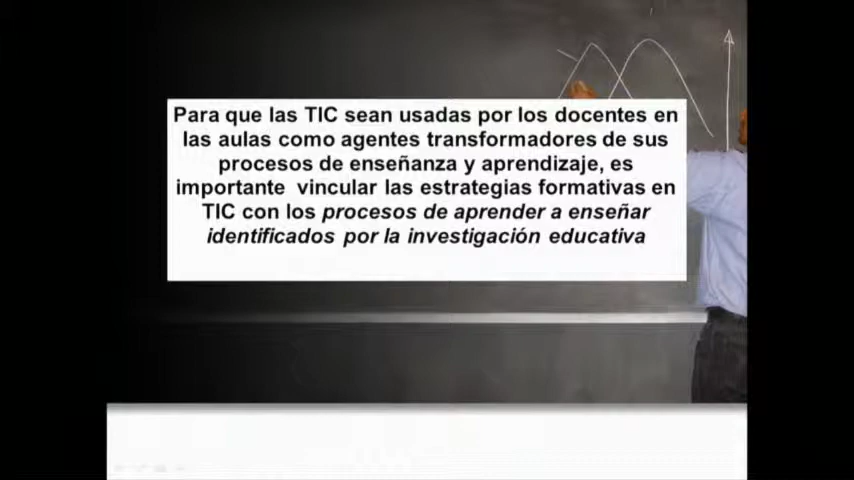 Para que las TIC sean usadas por los docentes en
las aulas como agentes transformadores de sus
procesos de enseñanza y aprendizaje, es
importante vincular las estrategias formativas en
TIC con los procesos de aprender a enseñar
identificados por la investigación educativa